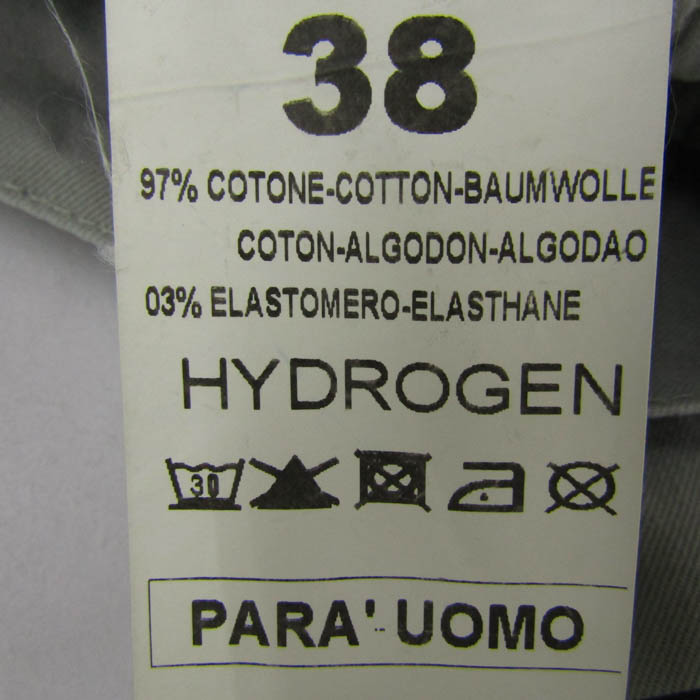 38
97% COTONE-COTTON-BAUMWOLLE
COTON-ALGODON-ALGODAO
03% ELASTOMERO-ELASTHANE
HYDROGEN
30
PARA'UOMO